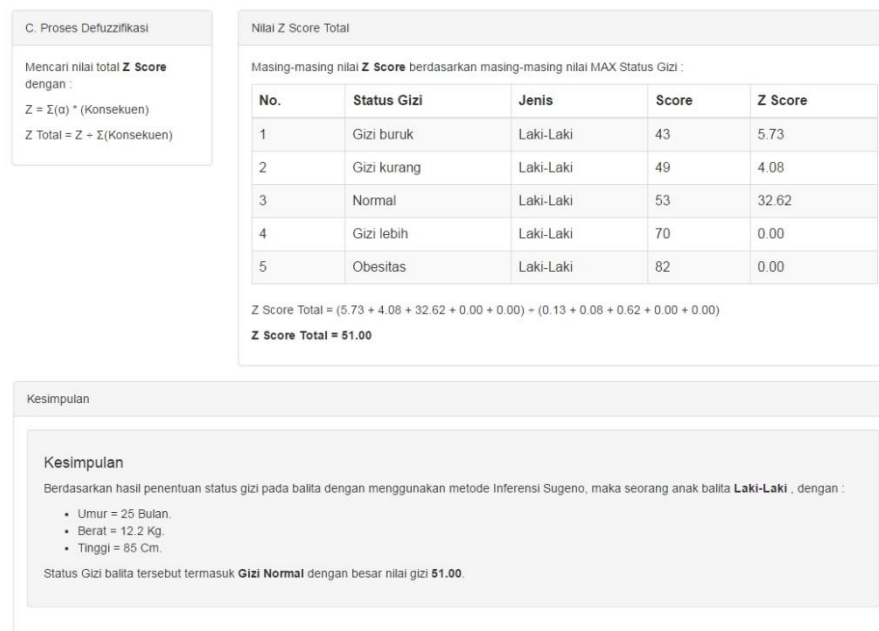 C. Proses Defuzzifikasi
Mencari nilai total Z Score
dengan :
Z = Σ(α) * (Konsekuen)
Z Total = Z ÷ Σ(Konsekuen)
Nilai Z Score Total
Masing-masing nilai Z Score berdasarkan masing-masing nilai MAX Status Gizi :
No. Status Gizi Jenis Score Z Score
1 Gizi buruk Laki-Laki 43 5.73
2 Gizi kurang Laki-Laki 49 4.08
3 Normal Laki-Laki 53 32.62
4 Gizi lebih Laki-Laki 70 0.00
5 Obesitas Laki-Laki 82 0.00
Z Score Total = (5.73 + 4.08 + 32.62 + 0.00 + 0.00) ÷ (0.13 + 0.08 + 0.62 + 0.00 + 0.00)
Z Score Total = 51.00
Kesimpulan
Kesimpulan
Berdasarkan hasil penentuan status gizi pada balita dengan menggunakan metode Inferensi Sugeno, maka seorang anak balita Laki-Laki , dengan :
• Umur = 25 Bulan.
• Berat = 12.2 Kg.
• Tinggi = 85 Cm.
Status Gizi balita tersebut termasuk Gizi Normal dengan besar nilai gizi 51.00.